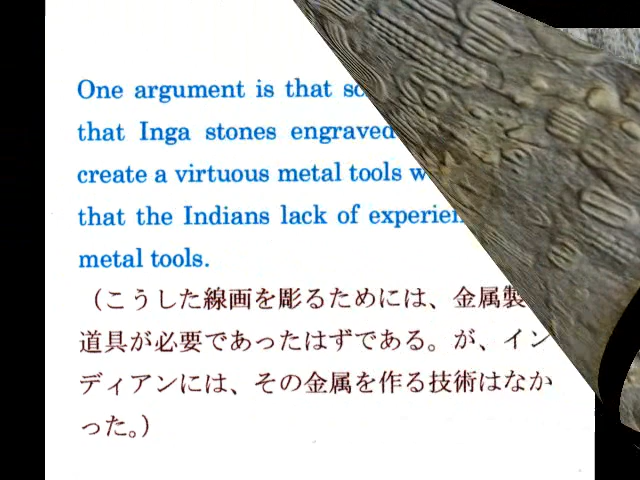 One argument is that
that Inga stones engraved
create a virtuous metal tools
that the Indians lack of
metal tools.
（こうした線画を彫るためには、金属製
道具が必要であったはずである。が、イン
ディアンには、その金属を作る技術はなか
った。）